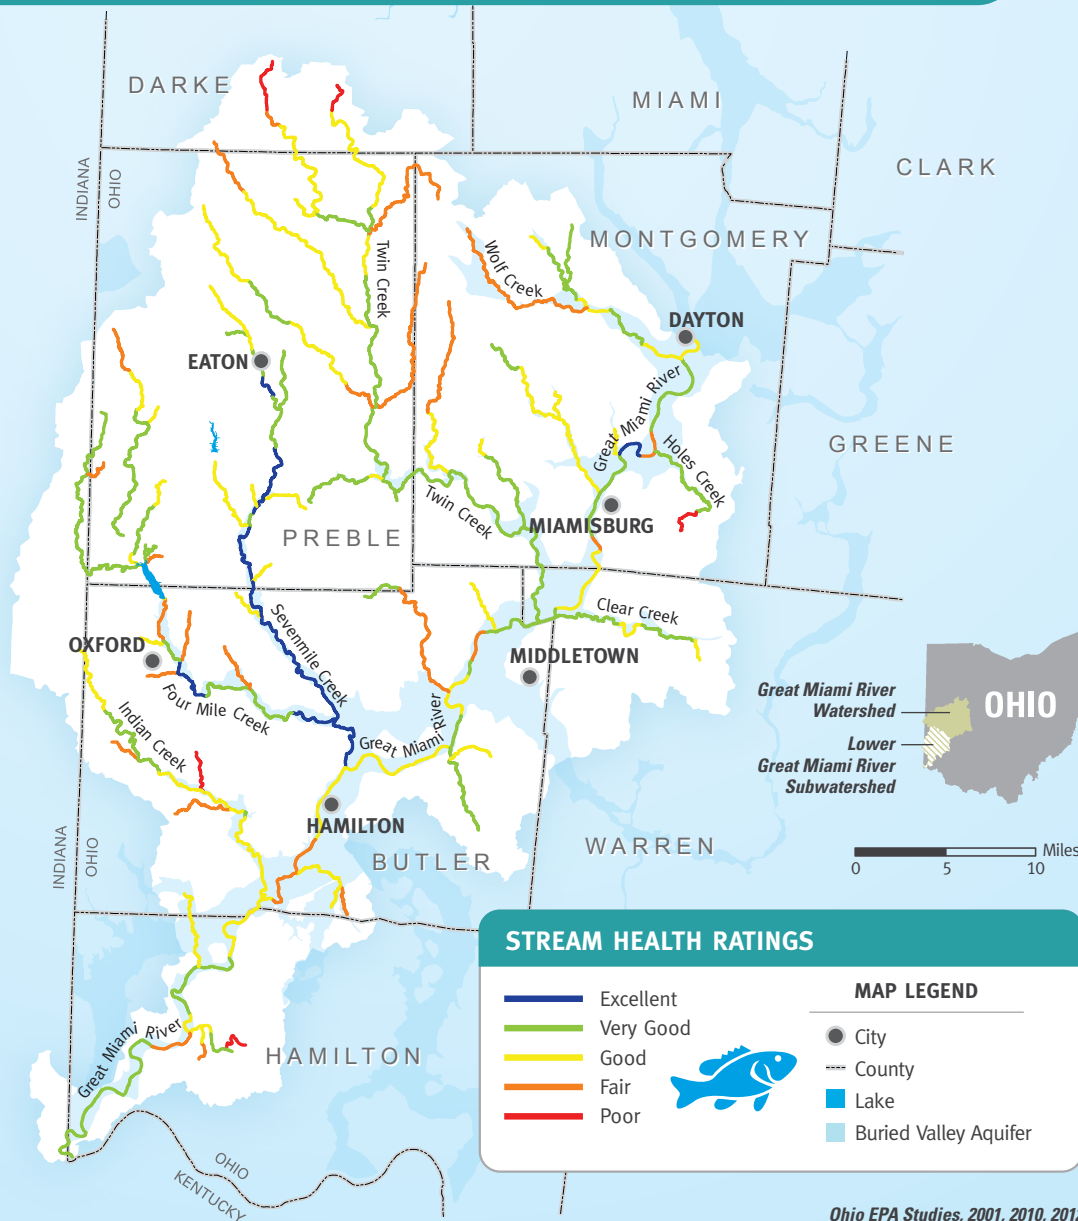 DARKE
MIAMI
CLARK
INDIANA
OHIO
MONTGOMERY
Wolf Creek
Twin Creek
DAYTON
EATON
Great Miami River
GREENE
Holes Creek
Twin Creek
MIAMISBURG
PREBLE
Sevenmile Creek
Clear Creek
OXFORD
MIDDLETOWN
Four Mile Creek
Indian Creek
Great Miami River
HAMILTON
BUTLER
WARREN
INDIANA
OHIO
Great Miami River
Watershed
OHIO
Lower
Great Miami River
Subwatershed
Miles
0 5 10
Great Miami River
HAMILTON
OHIO
KENTUCKY
STREAM HEALTH RATINGS
Excellent
Very Good
Good
Fair
Poor
MAP LEGEND
City
County
Lake
Buried Valley Aquifer
Ohio EPA Studies, 2001, 2010, 2012